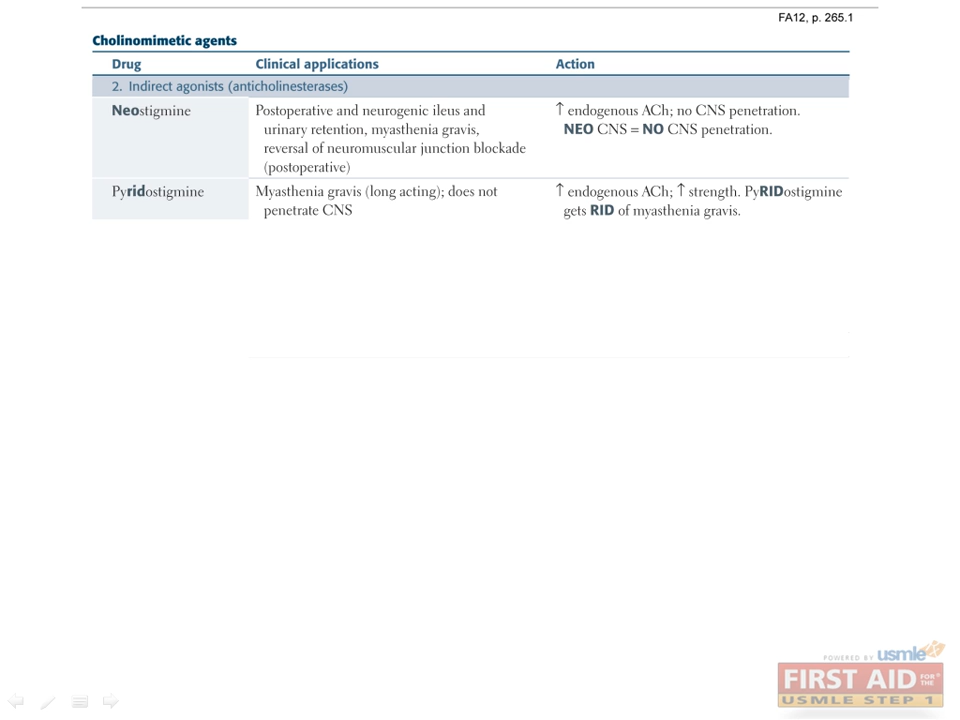 FA12, p. 265.1
Cholinomimetic agents
Drug Clinical applications Action
2. Indirect agonists (anticholinesterases)
Neostigmine Postoperative and neurogenic ileus and ↑ endogenous ACh; no CNS penetration.
urinary retention, myasthenia gravis, NEO CNS = NO CNS penetration.
reversal of neuromuscular junction blockade
(postoperative)
Pyridostigmine Myasthenia gravis (long acting); does not ↑ endogenous ACh; ↑ strength. PyRIDostigmine
penetrate CNS gets RID of myasthenia gravis.
POWERED BY usmle
FIRST AID FOR THE
USMLE STEP 1